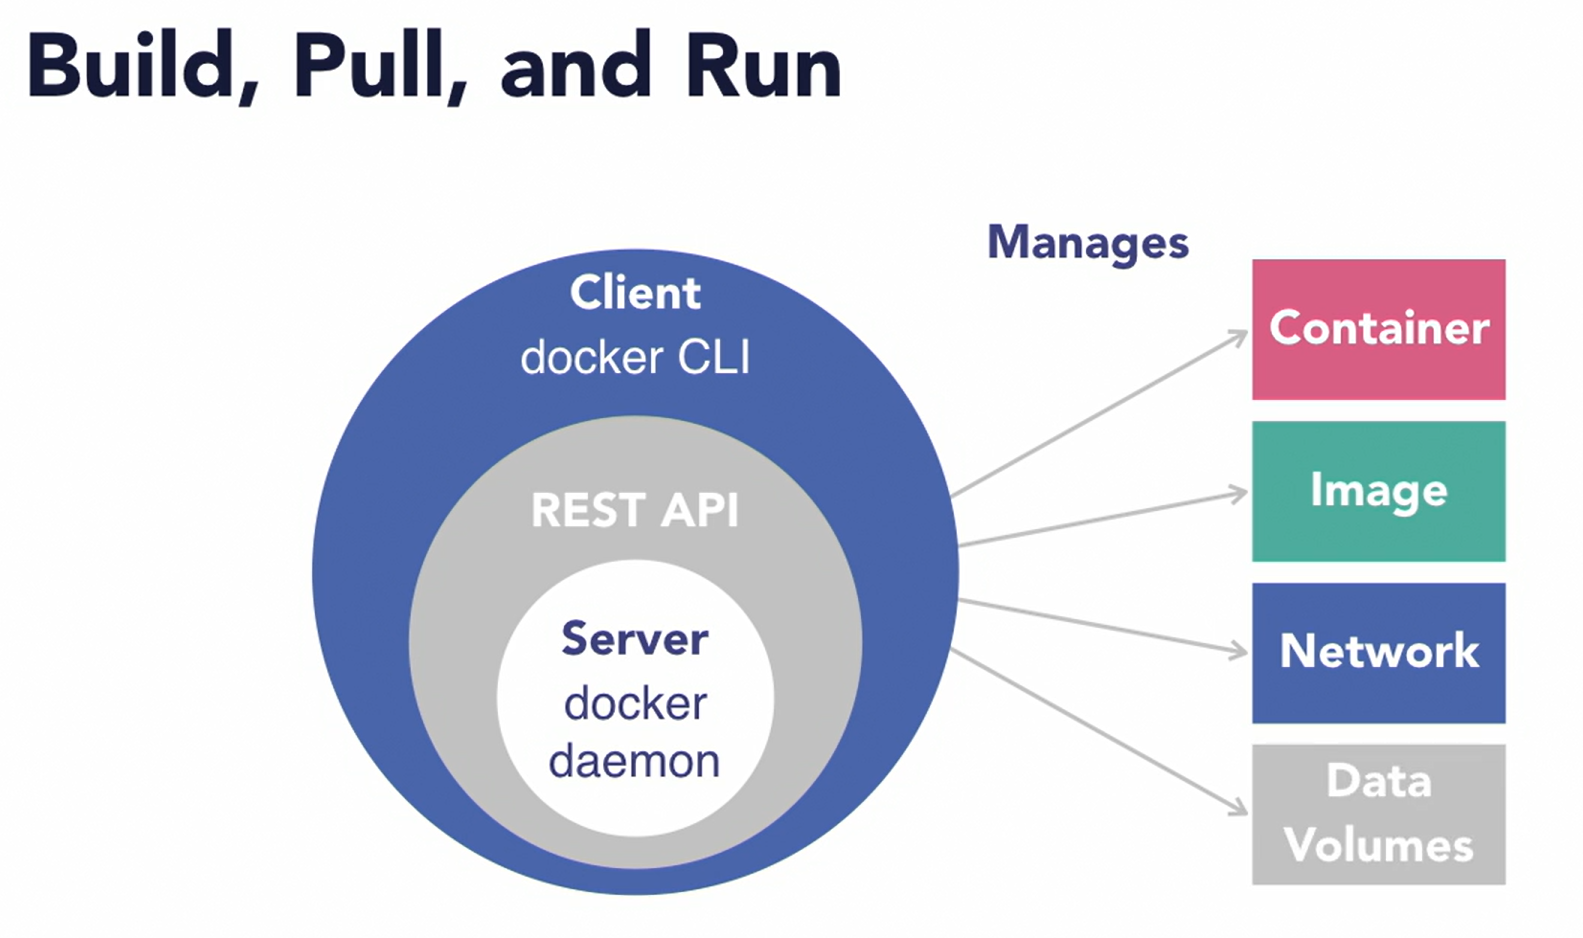 Build, Pull, and Run
Manages
Client
docker CLI
REST API
Server
docker
daemon
Container
Image
Network
Data
Volumes